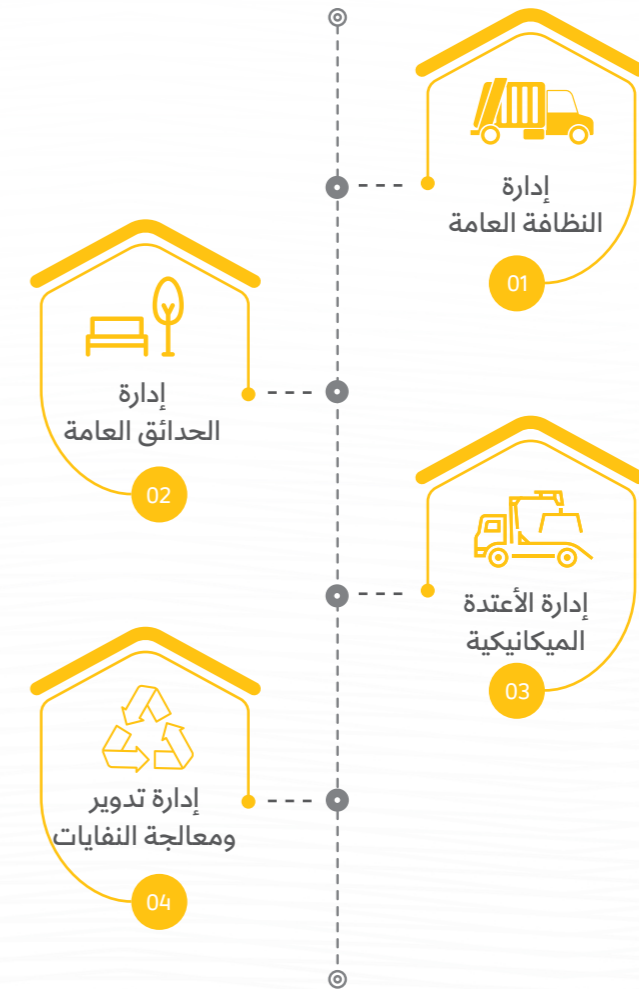 إدارة
النظافة العامة
01
إدارة
الحدائق العامة
02
إدارة الأعتدة
الميكانيكية
03
إدارة تدوير
ومعالجة النفايات
04